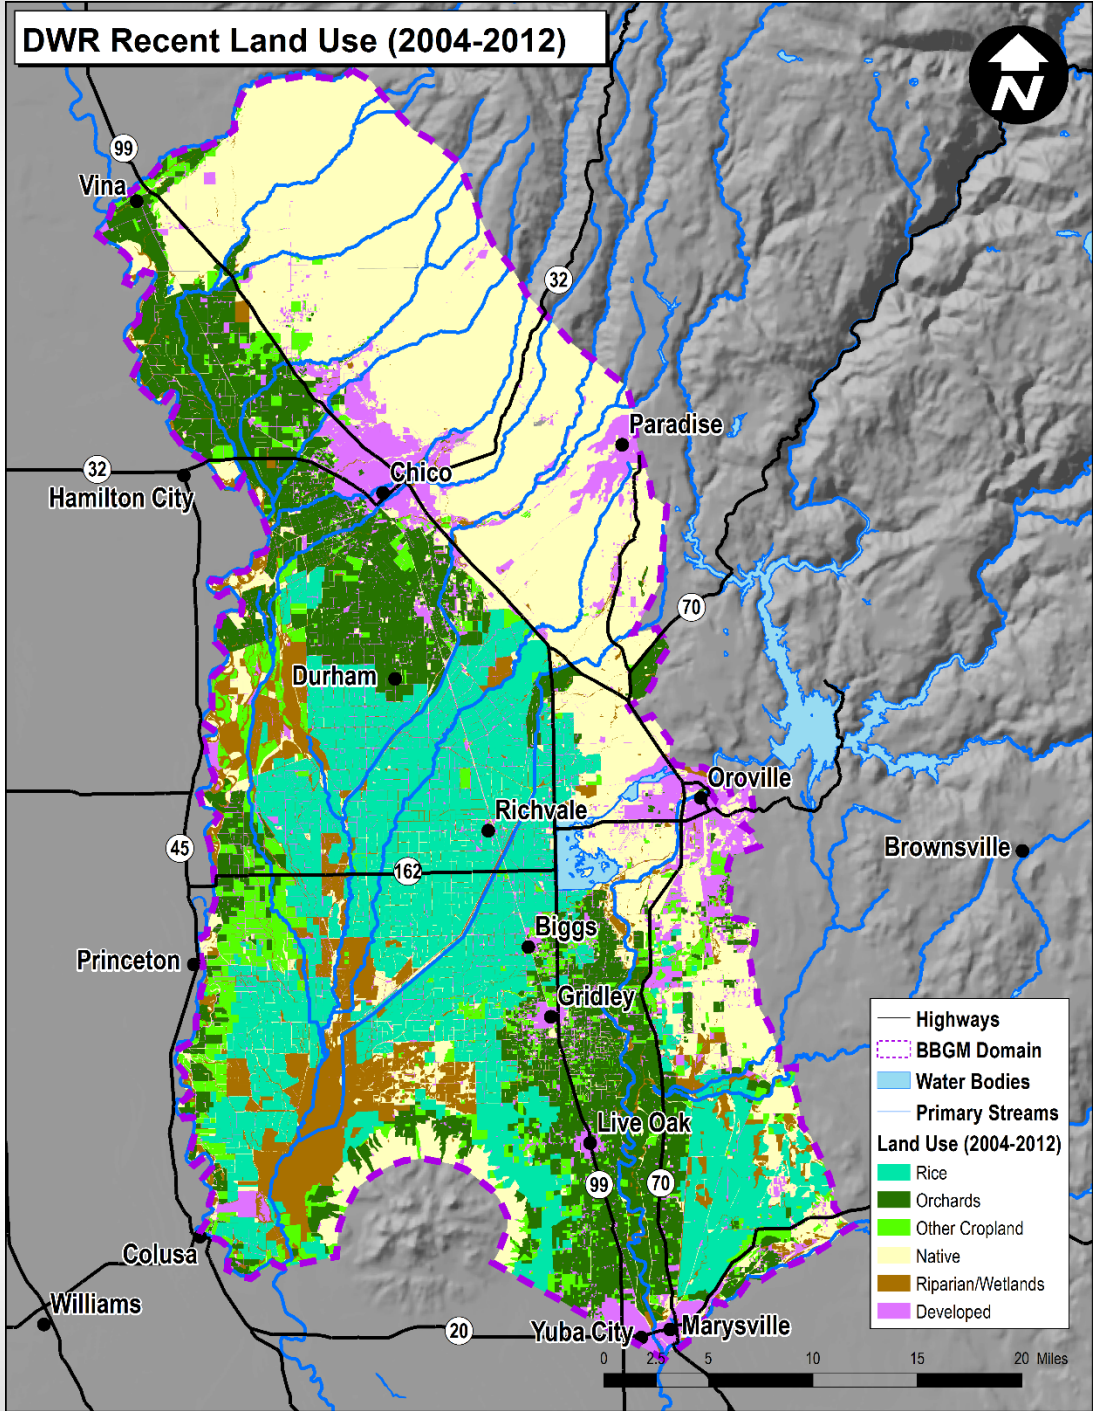 DWR Recent Land Use (2004-2012)
N
99
Vina
32
Paradise
32
Chico
Hamilton City
70
Durham
Oroville
Richvale
45
Brownsville
162
Biggs
Princeton
Gridley
Highways
BBGM Domain
Water Bodies
Primary Streams
Live Oak
Land Use (2004-2012)
Rice
99
70
Orchards
Other Cropland
Colusa
Native
Riparian/Wetlands
Williams
Developed
20
Yuba City
Marysville
0 2.5 5 10 15 20 Miles